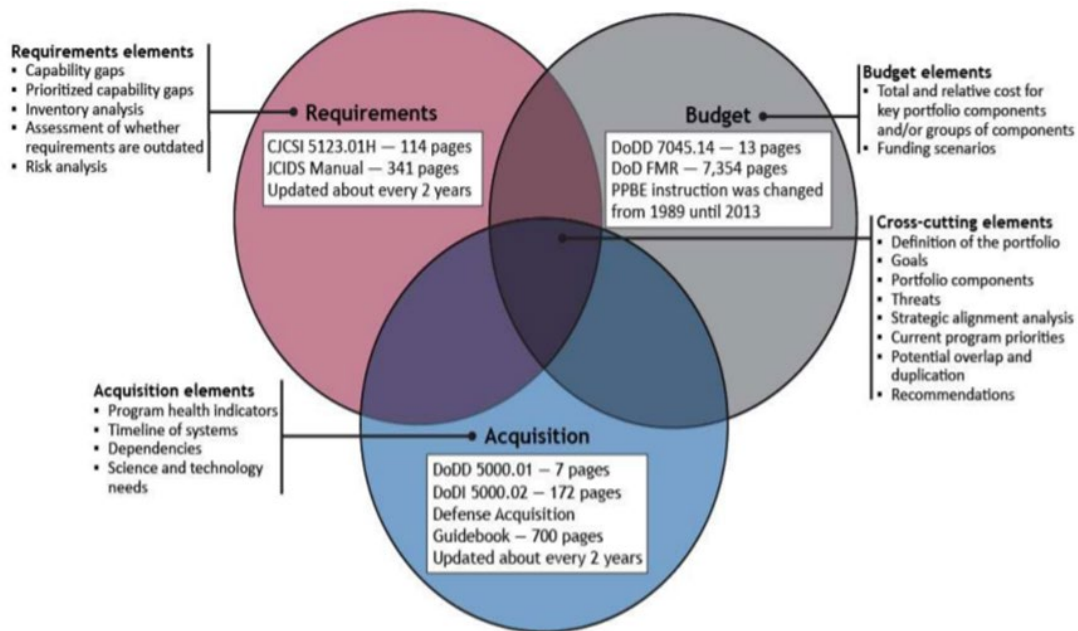 Requirements elements
▪ Capability gaps
▪ Prioritized capability gaps
▪ Inventory analysis
▪ Assessment of whether
requirements are outdated
▪ Risk analysis
Requirements
CJCSI 5123.01H — 114 pages
JCIDS Manual — 341 pages
Updated about every 2 years
Budget
DoDD 7045.14 — 13 pages
DoD FMR — 7,354 pages
PPBE instruction was changed
from 1989 until 2013
Budget elements
▪ Total and relative cost for
key portfolio components
and/or groups of components
▪ Funding scenarios
Cross-cutting elements
▪ Definition of the portfolio
▪ Goals
▪ Portfolio components
▪ Threats
▪ Strategic alignment analysis
▪ Current program priorities
▪ Potential overlap and
duplication
▪ Recommendations
Acquisition elements
▪ Program health indicators
▪ Timeline of systems
▪ Dependencies
▪ Science and technology
needs
Acquisition
DoDD 5000.01 — 7 pages
DoDI 5000.02 — 172 pages
Defense Acquisition
Guidebook — 700 pages
Updated about every 2 years